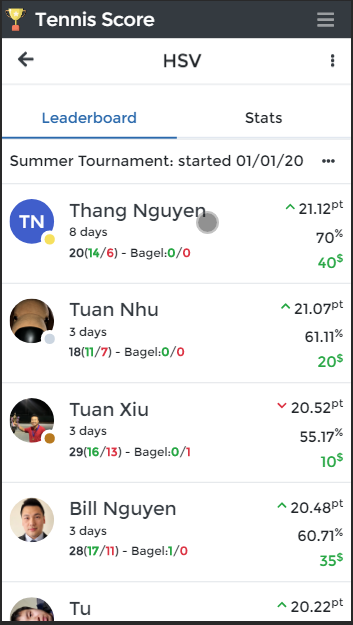 Tennis Score
HSV
Leaderboard Stats
Summer Tournament: started 01/01/20
TN Thang Nguyen 21.12pt
8 days 70%
20(14/6) - Bagel:0/0 40$
Tuan Nhu 21.07pt
3 days 61.11%
18(11/7) - Bagel:0/0 20$
Tuan Xiu 20.52pt
3 days 55.17%
29(16/13) - Bagel:0/1 10$
Bill Nguyen 20.48pt
3 days 60.71%
28(17/11) - Bagel:1/0 35$
Tu 20.22pt